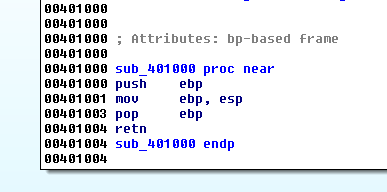 00401000
00401000
00401000 ; Attributes: bp-based frame
00401000
00401000 sub_401000 proc near
00401000 push ebp
00401001 mov ebp, esp
00401003 pop ebp
00401004 retn
00401004 sub_401000 endp
00401004